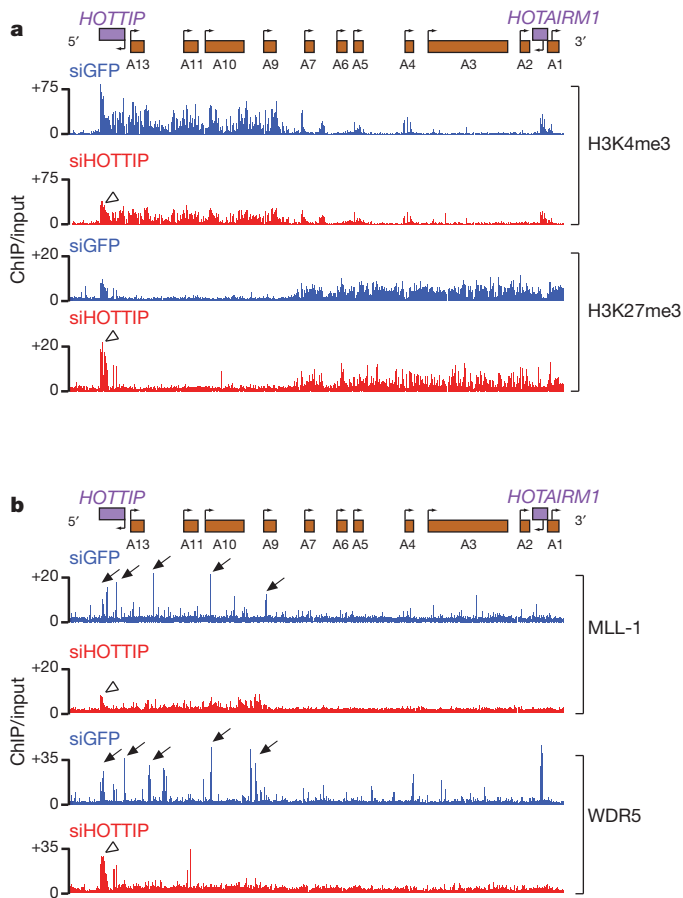 a
HOTTIP HOTAIRM1
5′ 3′
A13 A11 A10 A9 A7 A6 A5 A4 A3 A2 A1
ChIP/input
siGFP
+75
0
siHOTTIP
+75
0
H3K4me3
siGFP
+20
0
siHOTTIP
+20
0
H3K27me3
b
HOTTIP HOTAIRM1
5′ 3′
A13 A11 A10 A9 A7 A6 A5 A4 A3 A2 A1
ChIP/input
siGFP
+20
0
siHOTTIP
+20
0
MLL-1
siGFP
+35
0
siHOTTIP
+35
0
WDR5